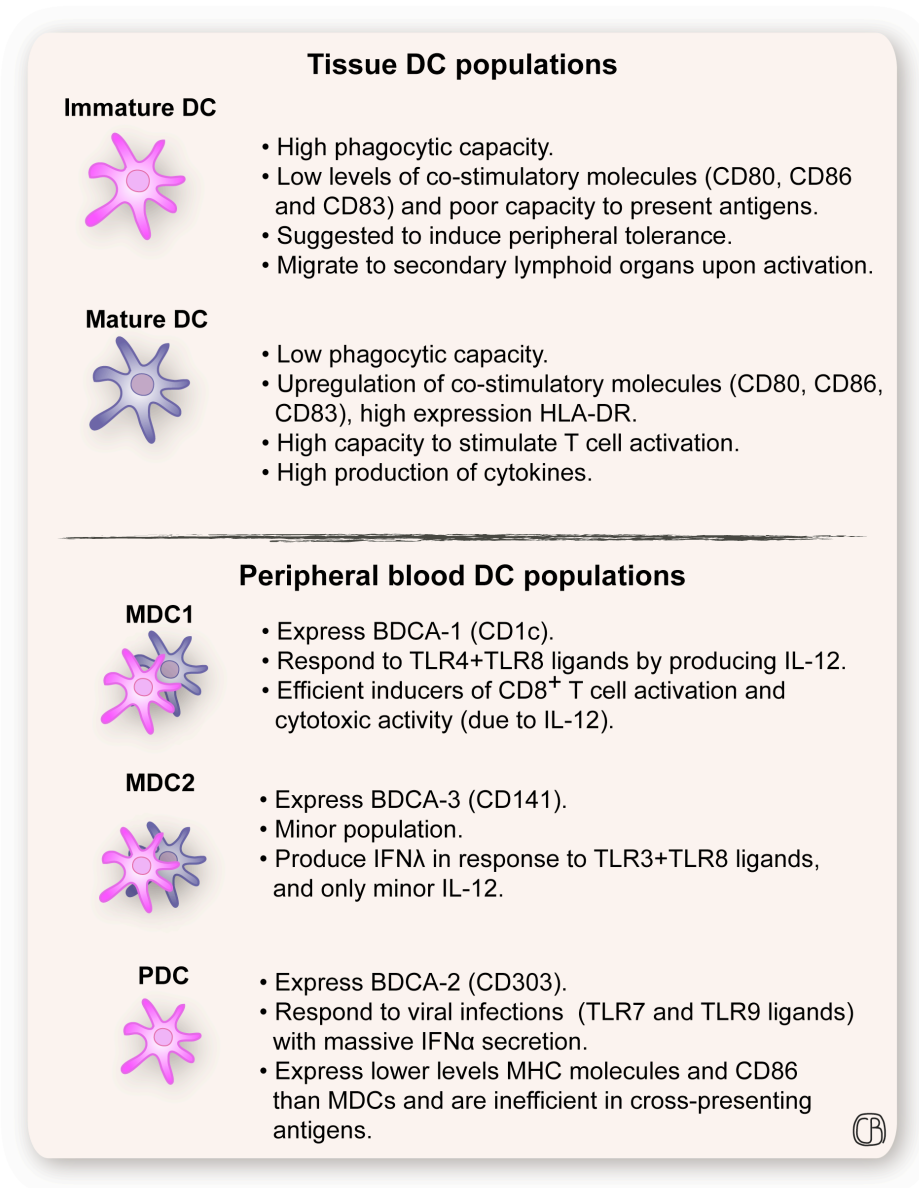 Tissue DC populations
Immature DC
• High phagocytic capacity.
• Low levels of co-stimulatory molecules (CD80, CD86
and CD83) and poor capacity to present antigens.
• Suggested to induce peripheral tolerance.
• Migrate to secondary lymphoid organs upon activation.
Mature DC
• Low phagocytic capacity.
• Upregulation of co-stimulatory molecules (CD80, CD86,
CD83), high expression HLA-DR.
• High capacity to stimulate T cell activation.
• High production of cytokines.
Peripheral blood DC populations
MDC1
• Express BDCA-1 (CD1c).
• Respond to TLR4+TLR8 ligands by producing IL-12.
• Efficient inducers of CD8⁺ T cell activation and
cytotoxic activity (due to IL-12).
MDC2
• Express BDCA-3 (CD141).
• Minor population.
• Produce IFNλ in response to TLR3+TLR8 ligands,
and only minor IL-12.
PDC
• Express BDCA-2 (CD303).
• Respond to viral infections (TLR7 and TLR9 ligands)
with massive IFNα secretion.
• Express lower levels MHC molecules and CD86
than MDCs and are inefficient in cross-presenting
antigens.
CB